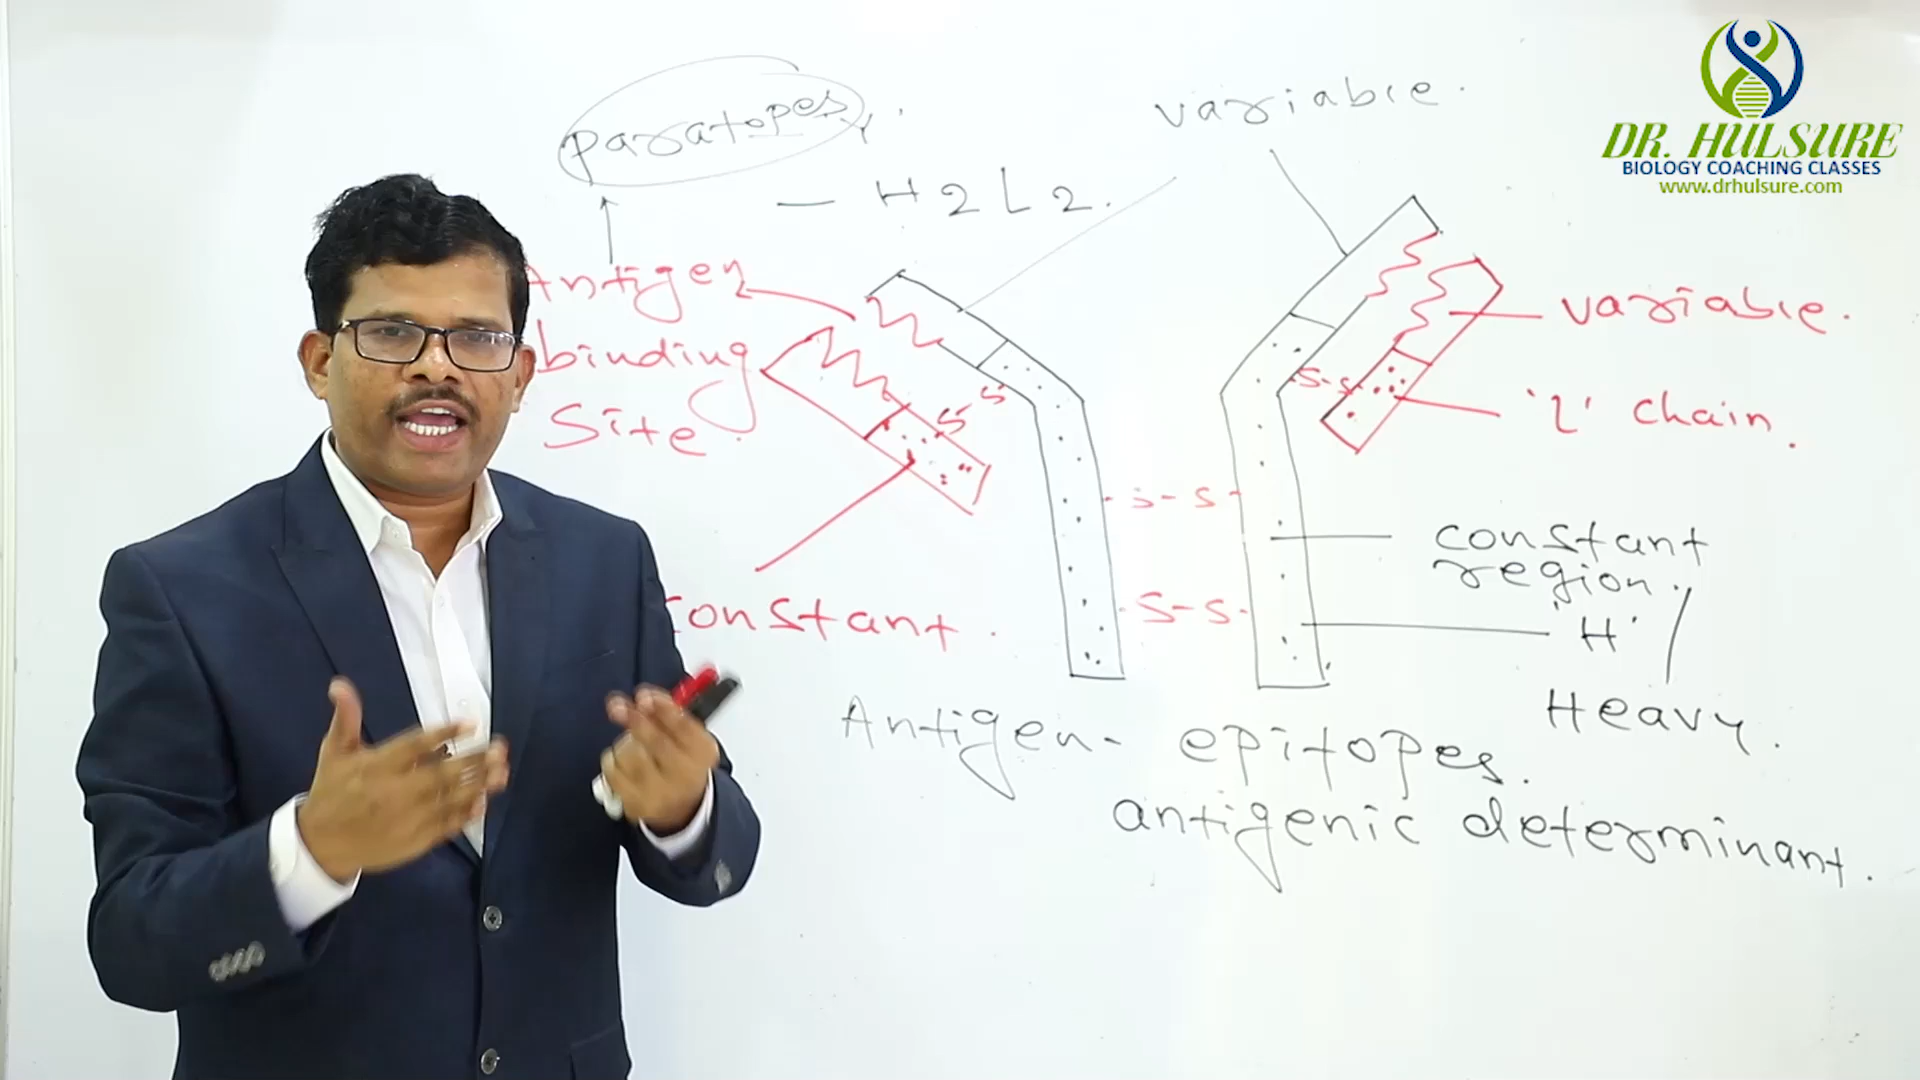 paratopes
variable.
DR. HULSURE
BIOLOGY COACHING CLASSES
www.drhulsure.com
– H2L2.
Antigen
binding
Site.
variable.
'L' chain.
S S
S-S
S-S
S-S
constant
region.
'H'
Heavy.
constant.
Antigen- epitopes.
antigenic determinant.